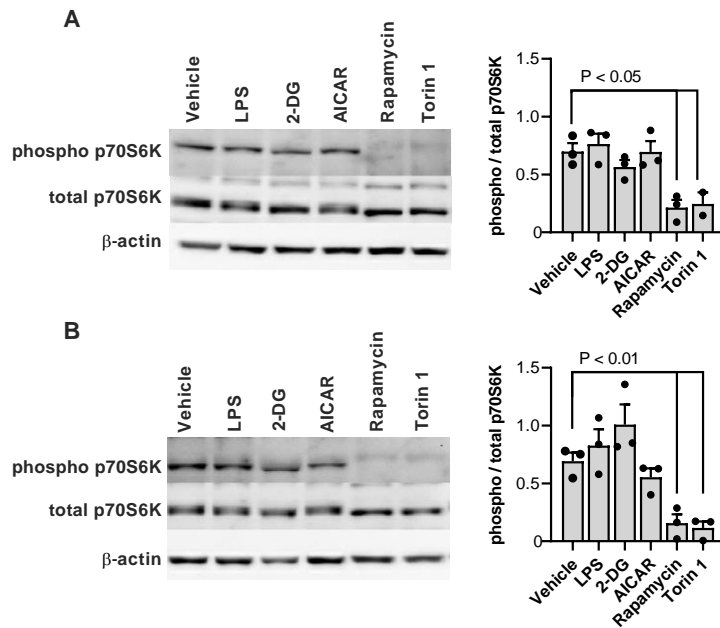 A
Vehicle
LPS
2-DG
AICAR
Rapamycin
Torin 1
phospho p70S6K
total p70S6K
β-actin
phospho / total p70S6K
1.5
1.0
0.5
0
P < 0.05
Vehicle
LPS
2-DG
AICAR
Rapamycin
Torin 1
B
Vehicle
LPS
2-DG
AICAR
Rapamycin
Torin 1
phospho p70S6K
total p70S6K
β-actin
phospho / total p70S6K
1.5
1.0
0.5
0
P < 0.01
Vehicle
LPS
2-DG
AICAR
Rapamycin
Torin 1